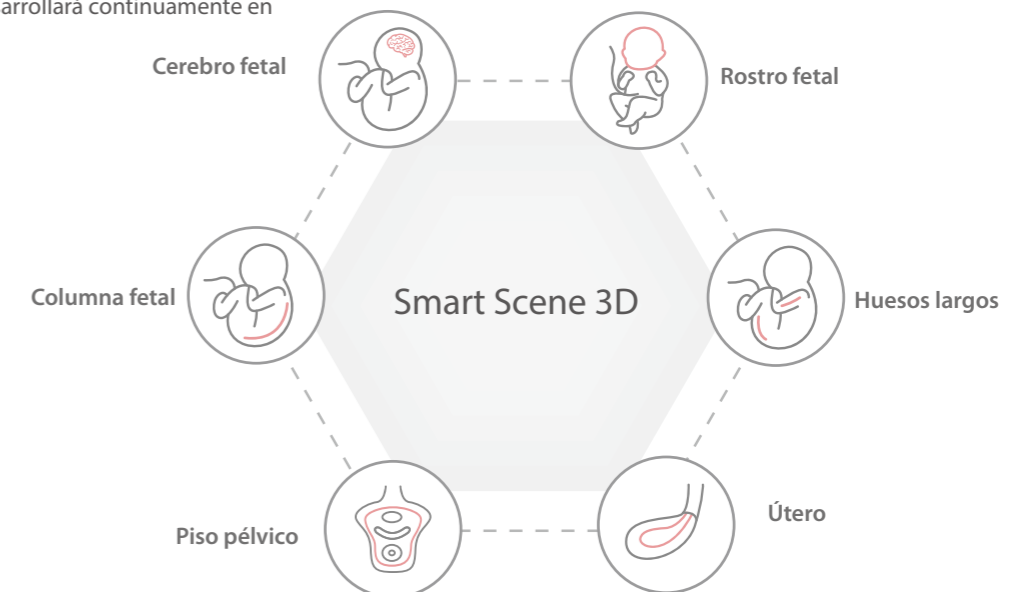 arrollará continuamente en
Cerebro fetal
Rostro fetal
Columna fetal
Smart Scene 3D
Huesos largos
Piso pélvico
Útero